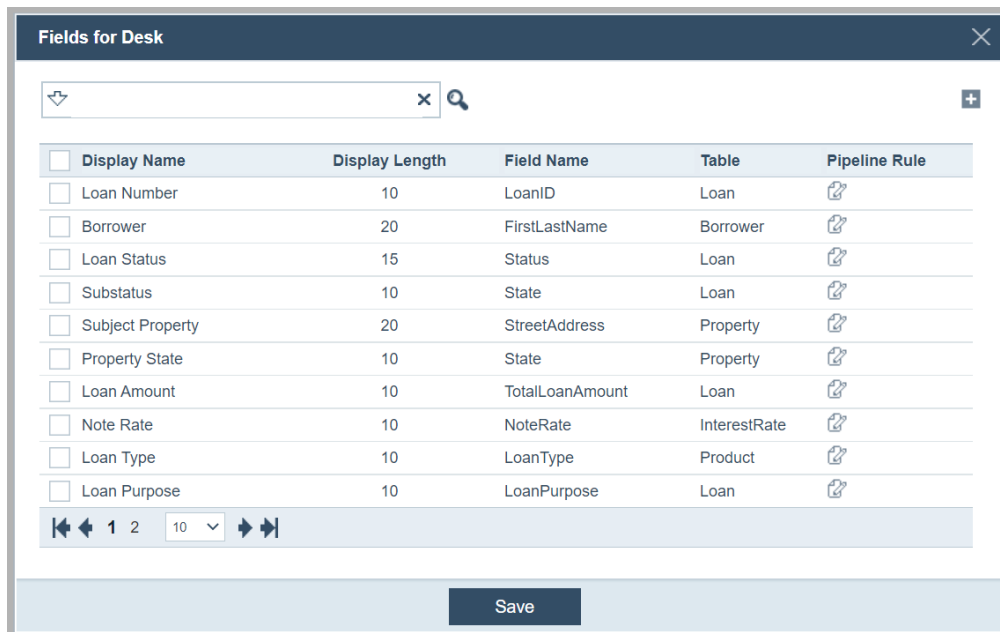 Fields for Desk
Display Name Display Length Field Name Table Pipeline Rule
Loan Number 10 LoanID Loan
Borrower 20 FirstLastName Borrower
Loan Status 15 Status Loan
Substatus 10 State Loan
Subject Property 20 StreetAddress Property
Property State 10 State Property
Loan Amount 10 TotalLoanAmount Loan
Note Rate 10 NoteRate InterestRate
Loan Type 10 LoanType Product
Loan Purpose 10 LoanPurpose Loan
1 2 10
Save